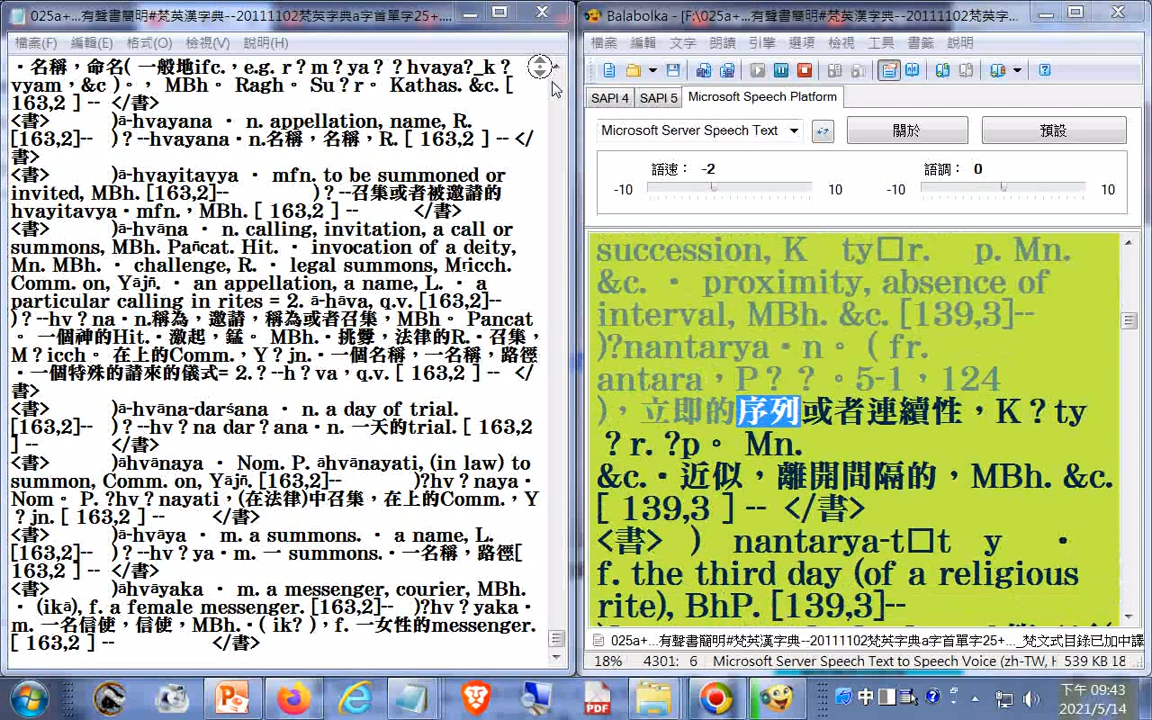 025a+...有聲書簡明#梵英漢字典--20111102梵英字典a字首單字25+...
檔案(F) 編輯(E) 格式(O) 檢視(V) 說明(H)
・名稱，命名( 一般地ifc.，e.g. r？m？ya？？hvaya?_k？
vyam，&c )。， MBh。 Ragh。 Su？r。 Kathas. &c. [
163,2 ] -- </書>
<書> )ā-hvayana ・ n. appellation, name, R.
[163,2]-- )？--hvayana・n.名稱，名稱，R. [ 163,2 ] -- </
書>
<書> )ā-hvayitavya ・ mfn. to be summoned or
invited, MBh. [163,2]-- )？--召集或者被邀請的
hvayitavya・mfn.，MBh. [ 163,2 ] -- </書>
<書> )ā-hvāna ・ n. calling, invitation, a call or
summons, MBh. Pañcat. Hit. ・ invocation of a deity,
Mn. MBh. ・ challenge, R. ・ legal summons, Mṛicch.
Comm. on, Yājñ. ・ an appellation, a name, L. ・ a
particular calling in rites = 2. ā-hāva, q.v. [163,2]--
)？--hv？na・n.稱為，邀請，稱為或者召集，MBh。 Pancat
。 一個神的Hit.・激起，錳。 MBh.・挑釁，法律的R.・召集，
M？icch。 在上的Comm.，Y？jn.・一個名稱，一名稱，路徑
・一個特殊的請來的儀式= 2.？--h？va，q.v. [ 163,2 ] -- </
書>
<書> )ā-hvāna-darśana ・ n. a day of trial.
[163,2]-- )？--hv？na dar？ana・n. 一天的trial. [ 163,2
] -- </書>
<書> )āhvānaya ・ Nom. P. āhvānayati, (in law) to
summon, Comm. on, Yājñ. [163,2]-- )?hv？naya・
Nom。 P. ?hv？nayati，(在法律)中召集，在上的Comm.，Y
？jn. [ 163,2 ] -- </書>
<書> )ā-hvāya ・ m. a summons. ・ a name, L.
[163,2]-- )？--hv？ya・m. 一 summons.・一名稱，路徑[
163,2 ] -- </書>
<書> )āhvāyaka ・ m. a messenger, courier, MBh.
・ (ikā), f. a female messenger. [163,2]-- )?hv？yaka・
m. 一名信使，信使，MBh.・( ik？)，f. 一女性的messenger.
[ 163,2 ] -- </書>
Balabolka - [F:\025a+...有聲書簡明#梵英漢字典--20111102梵英字...
檔案 編輯 文字 朗讀 引擎 選項 檢視 工具 書籤 說明
SAPI 4 SAPI 5 Microsoft Speech Platform
Microsoft Server Speech Text 關於 預設
語速： -2 語調： 0
-10 10 -10 10
succession, K ty□r. p. Mn.
&c. ・ proximity, absence of
interval, MBh. &c. [139,3]--
)?nantarya・n。 ( fr.
antara，P？？。5-1，124
)，立即的序列或者連續性，K？ty
？r. ?p。 Mn.
&c.・近似，離開間隔的，MBh. &c.
[ 139,3 ] -- </書>
<書> ) nantarya-t□t y ・
f. the third day (of a religious
rite), BhP. [139,3]--
025a+...有聲書簡明#梵英漢字典--20111102梵英字典a字首單字25+..._梵文式目錄已加中譯
18% 4301: 6 Microsoft Server Speech Text to Speech Voice (zh-TW, H 539 KB 18
中
PDF
下午 09:43
2021/5/14